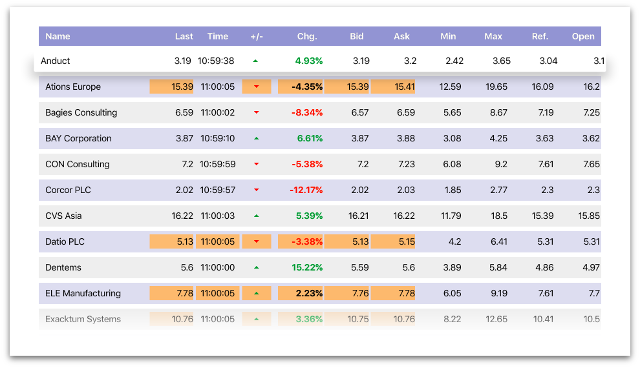 Name Last Time +/- Chg. Bid Ask Min Max Ref. Open
Anduct 3.19 10:59:38 4.93% 3.19 3.2 2.42 3.65 3.04 3.1
Ations Europe 15.39 11:00:05 -4.35% 15.39 15.41 12.59 19.65 16.09 16.2
Bagies Consulting 6.59 11:00:02 -8.34% 6.57 6.59 5.65 8.67 7.19 7.25
BAY Corporation 3.87 10:59:10 6.61% 3.87 3.88 3.08 4.25 3.63 3.62
CON Consulting 7.2 10:59:59 -5.38% 7.2 7.23 6.08 9.2 7.61 7.65
Corcor PLC 2.02 10:59:57 -12.17% 2.02 2.03 1.85 2.77 2.3 2.3
CVS Asia 16.22 11:00:03 5.39% 16.21 16.22 11.79 18.5 15.39 15.85
Datio PLC 5.13 11:00:05 -3.38% 5.13 5.15 4.2 6.41 5.31 5.31
Dentems 5.6 11:00:00 15.22% 5.59 5.6 3.89 5.84 4.86 4.97
ELE Manufacturing 7.78 11:00:05 2.23% 7.76 7.78 6.05 9.19 7.61 7.7
Exacktum Systems 10.76 11:00:05 3.36% 10.75 10.76 8.22 12.65 10.41 10.5